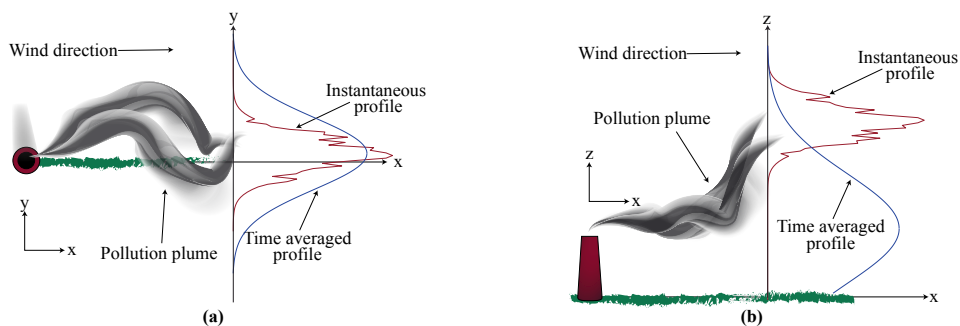 y
Wind direction
Instantaneous
profile
x
y
x
Pollution plume
Time averaged
profile
(a)
z
Wind direction
Instantaneous
profile
Pollution plume
z
x
Time averaged
profile
x
(b)